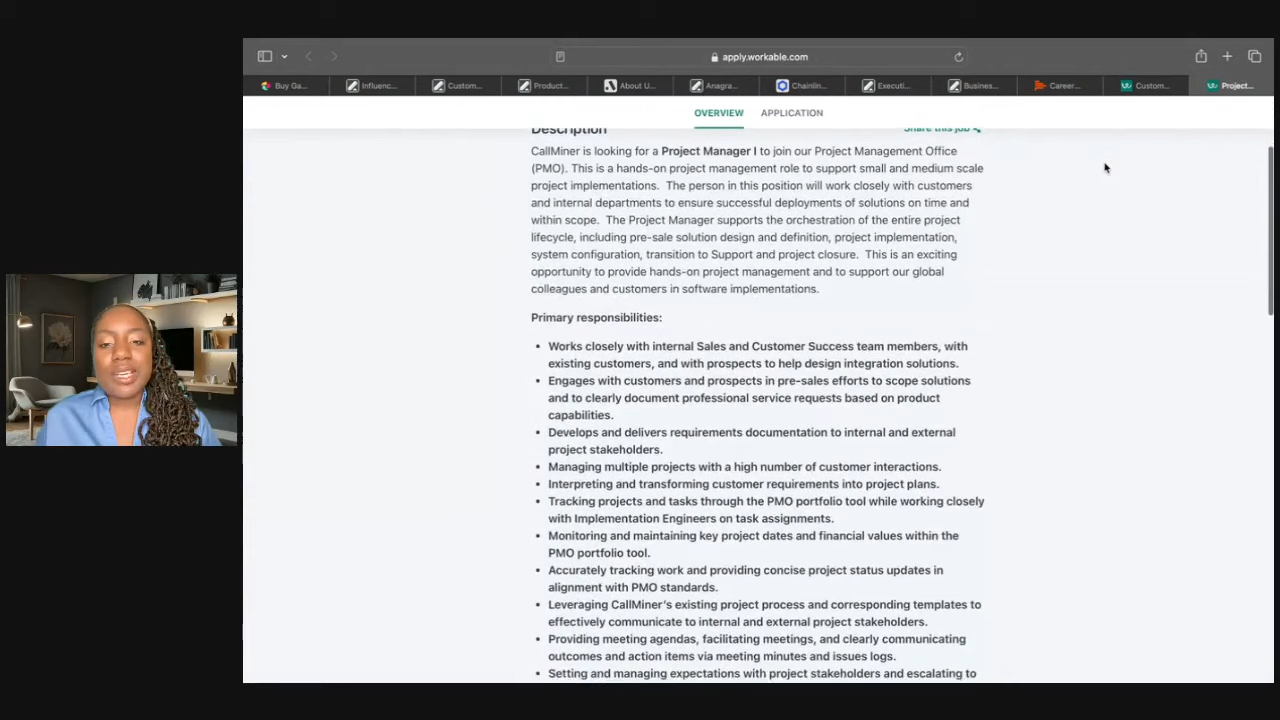 apply.workable.com
Buy Ga...
Influenc...
Custom...
Product...
About U...
Anagra...
Chainlin...
Executi...
Busines...
Career...
Custom...
Project...
OVERVIEW
APPLICATION
Description
Share this job
CallMiner is looking for a Project Manager I to join our Project Management Office
(PMO). This is a hands-on project management role to support small and medium scale
project implementations. The person in this position will work closely with customers
and internal departments to ensure successful deployments of solutions on time and
within scope. The Project Manager supports the orchestration of the entire project
lifecycle, including pre-sale solution design and definition, project implementation,
system configuration, transition to Support and project closure. This is an exciting
opportunity to provide hands-on project management and to support our global
colleagues and customers in software implementations.
Primary responsibilities:
• Works closely with internal Sales and Customer Success team members, with
existing customers, and with prospects to help design integration solutions.
• Engages with customers and prospects in pre-sales efforts to scope solutions
and to clearly document professional service requests based on product
capabilities.
• Develops and delivers requirements documentation to internal and external
project stakeholders.
• Managing multiple projects with a high number of customer interactions.
• Interpreting and transforming customer requirements into project plans.
• Tracking projects and tasks through the PMO portfolio tool while working closely
with Implementation Engineers on task assignments.
• Monitoring and maintaining key project dates and financial values within the
PMO portfolio tool.
• Accurately tracking work and providing concise project status updates in
alignment with PMO standards.
• Leveraging CallMiner's existing project process and corresponding templates to
effectively communicate to internal and external project stakeholders.
• Providing meeting agendas, facilitating meetings, and clearly communicating
outcomes and action items via meeting minutes and issues logs.
• Setting and managing expectations with project stakeholders and escalating to